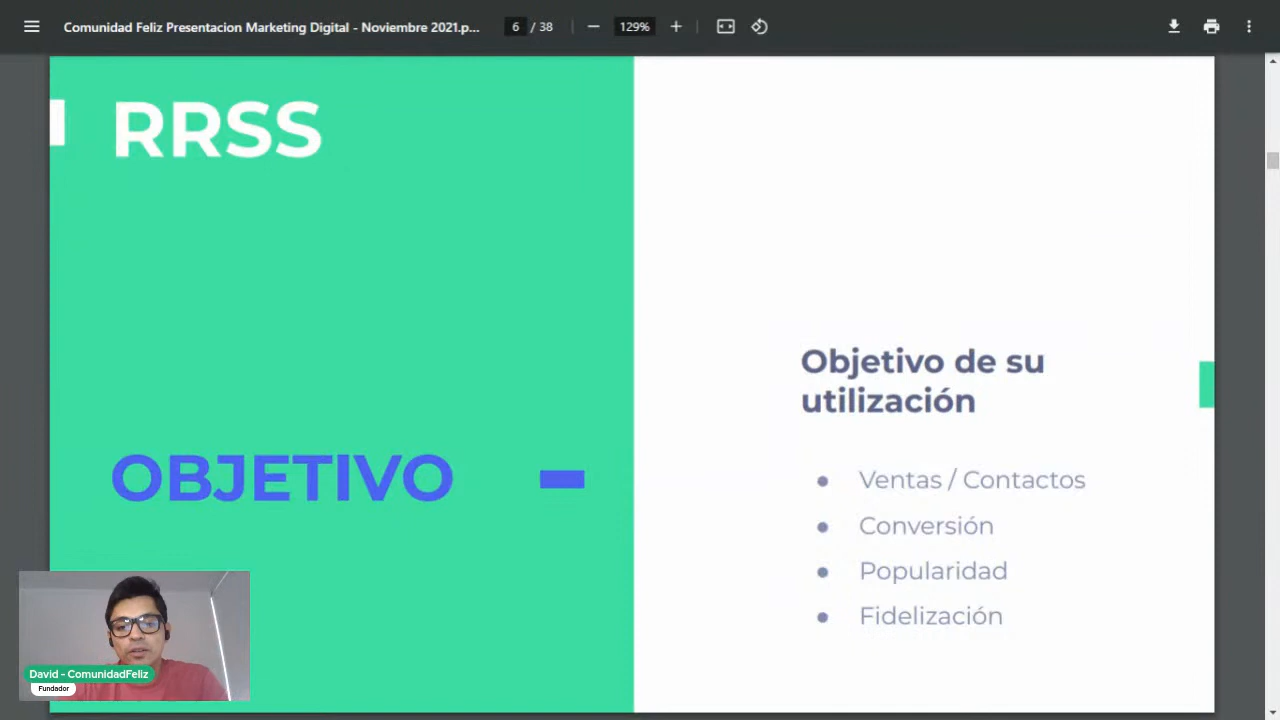 Comunidad Feliz Presentacion Marketing Digital - Noviembre 2021.p...
6 / 38
129%
RRSS
Objetivo de su
utilización
OBJETIVO
● Ventas / Contactos
● Conversión
● Popularidad
● Fidelización
David - ComunidadFeliz
Fundador